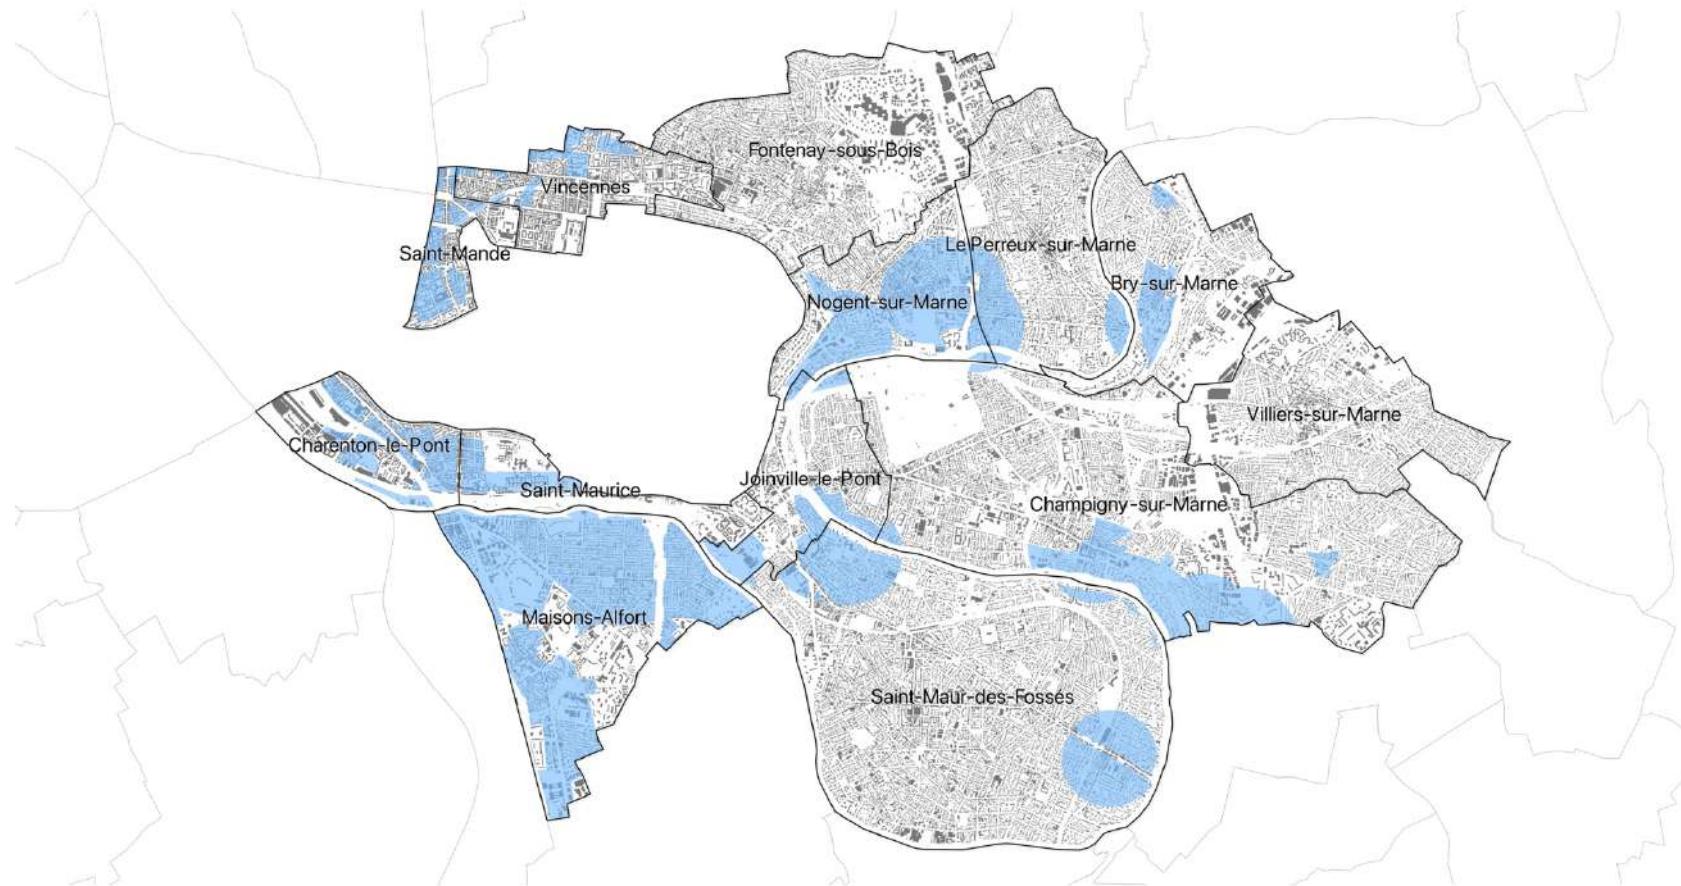 Fontenay-sous-Bois
Vincennes
Saint-Mandé
Le Perreux-sur-Marne
Bry-sur-Marne
Nogent-sur-Marne
Villiers-sur-Marne
Charenton-le-Pont
Saint-Maurice
Joinville-le-Pont
Champigny-sur-Marne
Maisons-Alfort
Saint-Maur-des-Fossés